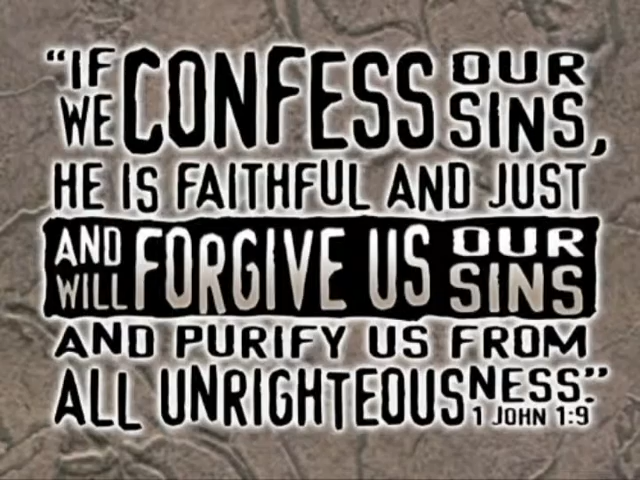 “IF WE CONFESS OUR SINS,
HE IS FAITHFUL AND JUST
AND WILL FORGIVE US OUR SINS
AND PURIFY US FROM
ALL UNRIGHTEOUSNESS.”
1 JOHN 1:9